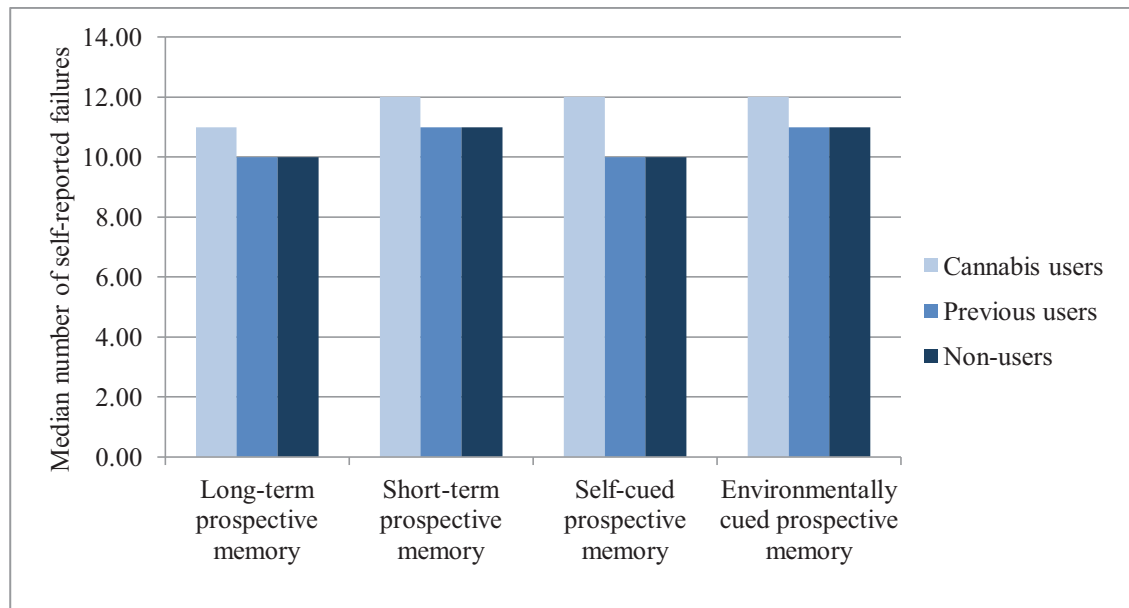 Median number of self-reported failures
14.00
12.00
10.00
8.00
6.00
4.00
2.00
0.00
Long-term
prospective
memory
Short-term
prospective
memory
Self-cued
prospective
memory
Environmentally
cued prospective
memory
Cannabis users
Previous users
Non-users